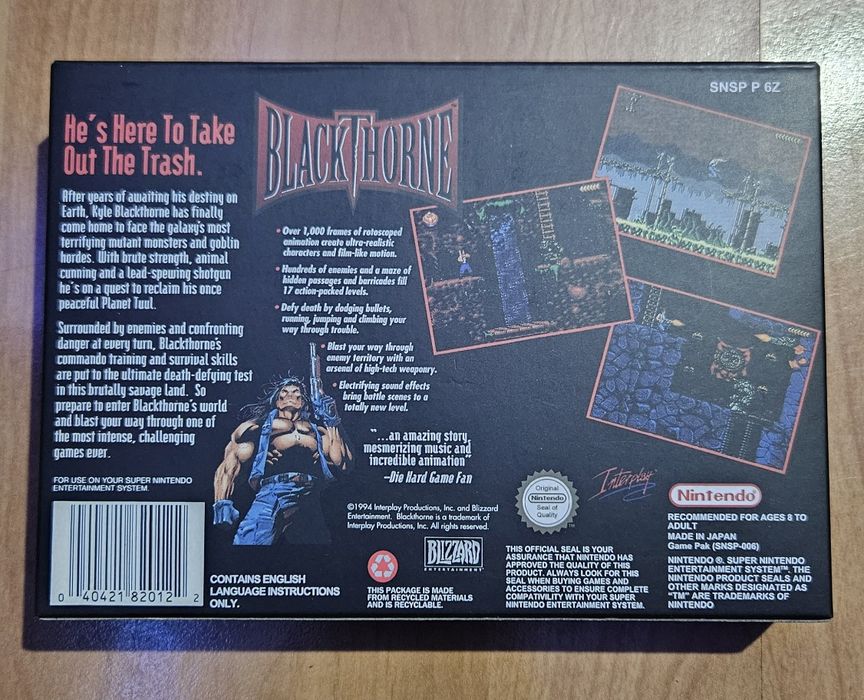 SNSP P 6Z
He's Here To Take
Out The Trash.
BLACKTHORNE™
After years of awaiting his destiny on
Earth, Kyle Blackthorne has finally
come home to face the galaxy's most
terrifying mutant monsters and goblin
hordes. With brute strength, animal
cunning and a lead-spewing shotgun
he's on a quest to reclaim his once
peaceful Planet Tuul.
Surrounded by enemies and confronting
danger at every turn, Blackthorne's
commando training and survival skills
are put to the ultimate death-defying test
in this brutally savage land. So
prepare to enter Blackthorne's world
and blast your way through one of
the most intense, challenging
games ever.
• Over 1,000 frames of rotoscoped
animation create ultra-realistic
characters and film-like motion.
• Hundreds of enemies and a maze of
hidden passages and barricades fill
17 action-packed levels.
• Defy death by dodging bullets,
running, jumping and climbing your
way through trouble.
• Blast your way through
enemy territory with an
arsenal of high-tech weaponry.
• Electrifying sound effects
bring battle scenes to a
totally new level.
"...an amazing story,
mesmerizing music and
incredible animation"
–Die Hard Game Fan
FOR USE ON YOUR SUPER NINTENDO
ENTERTAINMENT SYSTEM.
0 40421 82012 2
CONTAINS ENGLISH
LANGUAGE INSTRUCTIONS
ONLY.
©1994 Interplay Productions, Inc. and Blizzard
Entertainment. Blackthorne is a trademark of
Interplay Productions, Inc. All rights reserved.
THIS PACKAGE IS MADE
FROM RECYCLED MATERIALS
AND IS RECYCLABLE.
BLIZZARD
ENTERTAINMENT
Original
Nintendo
Seal of
Quality
THIS OFFICIAL SEAL IS YOUR
ASSURANCE THAT NINTENDO HAS
APPROVED THE QUALITY OF THIS
PRODUCT. ALWAYS LOOK FOR THIS
SEAL WHEN BUYING GAMES AND
ACCESSORIES TO ENSURE COMPLETE
COMPATIBILITY WITH YOUR SUPER
NINTENDO ENTERTAINMENT SYSTEM.
Interplay™
Nintendo®
RECOMMENDED FOR AGES 8 TO
ADULT
MADE IN JAPAN
Game Pak (SNSP-006)
NINTENDO ®, SUPER NINTENDO
ENTERTAINMENT SYSTEM™, THE
NINTENDO PRODUCT SEALS AND
OTHER MARKS DESIGNATED AS
"TM" ARE TRADEMARKS OF
NINTENDO